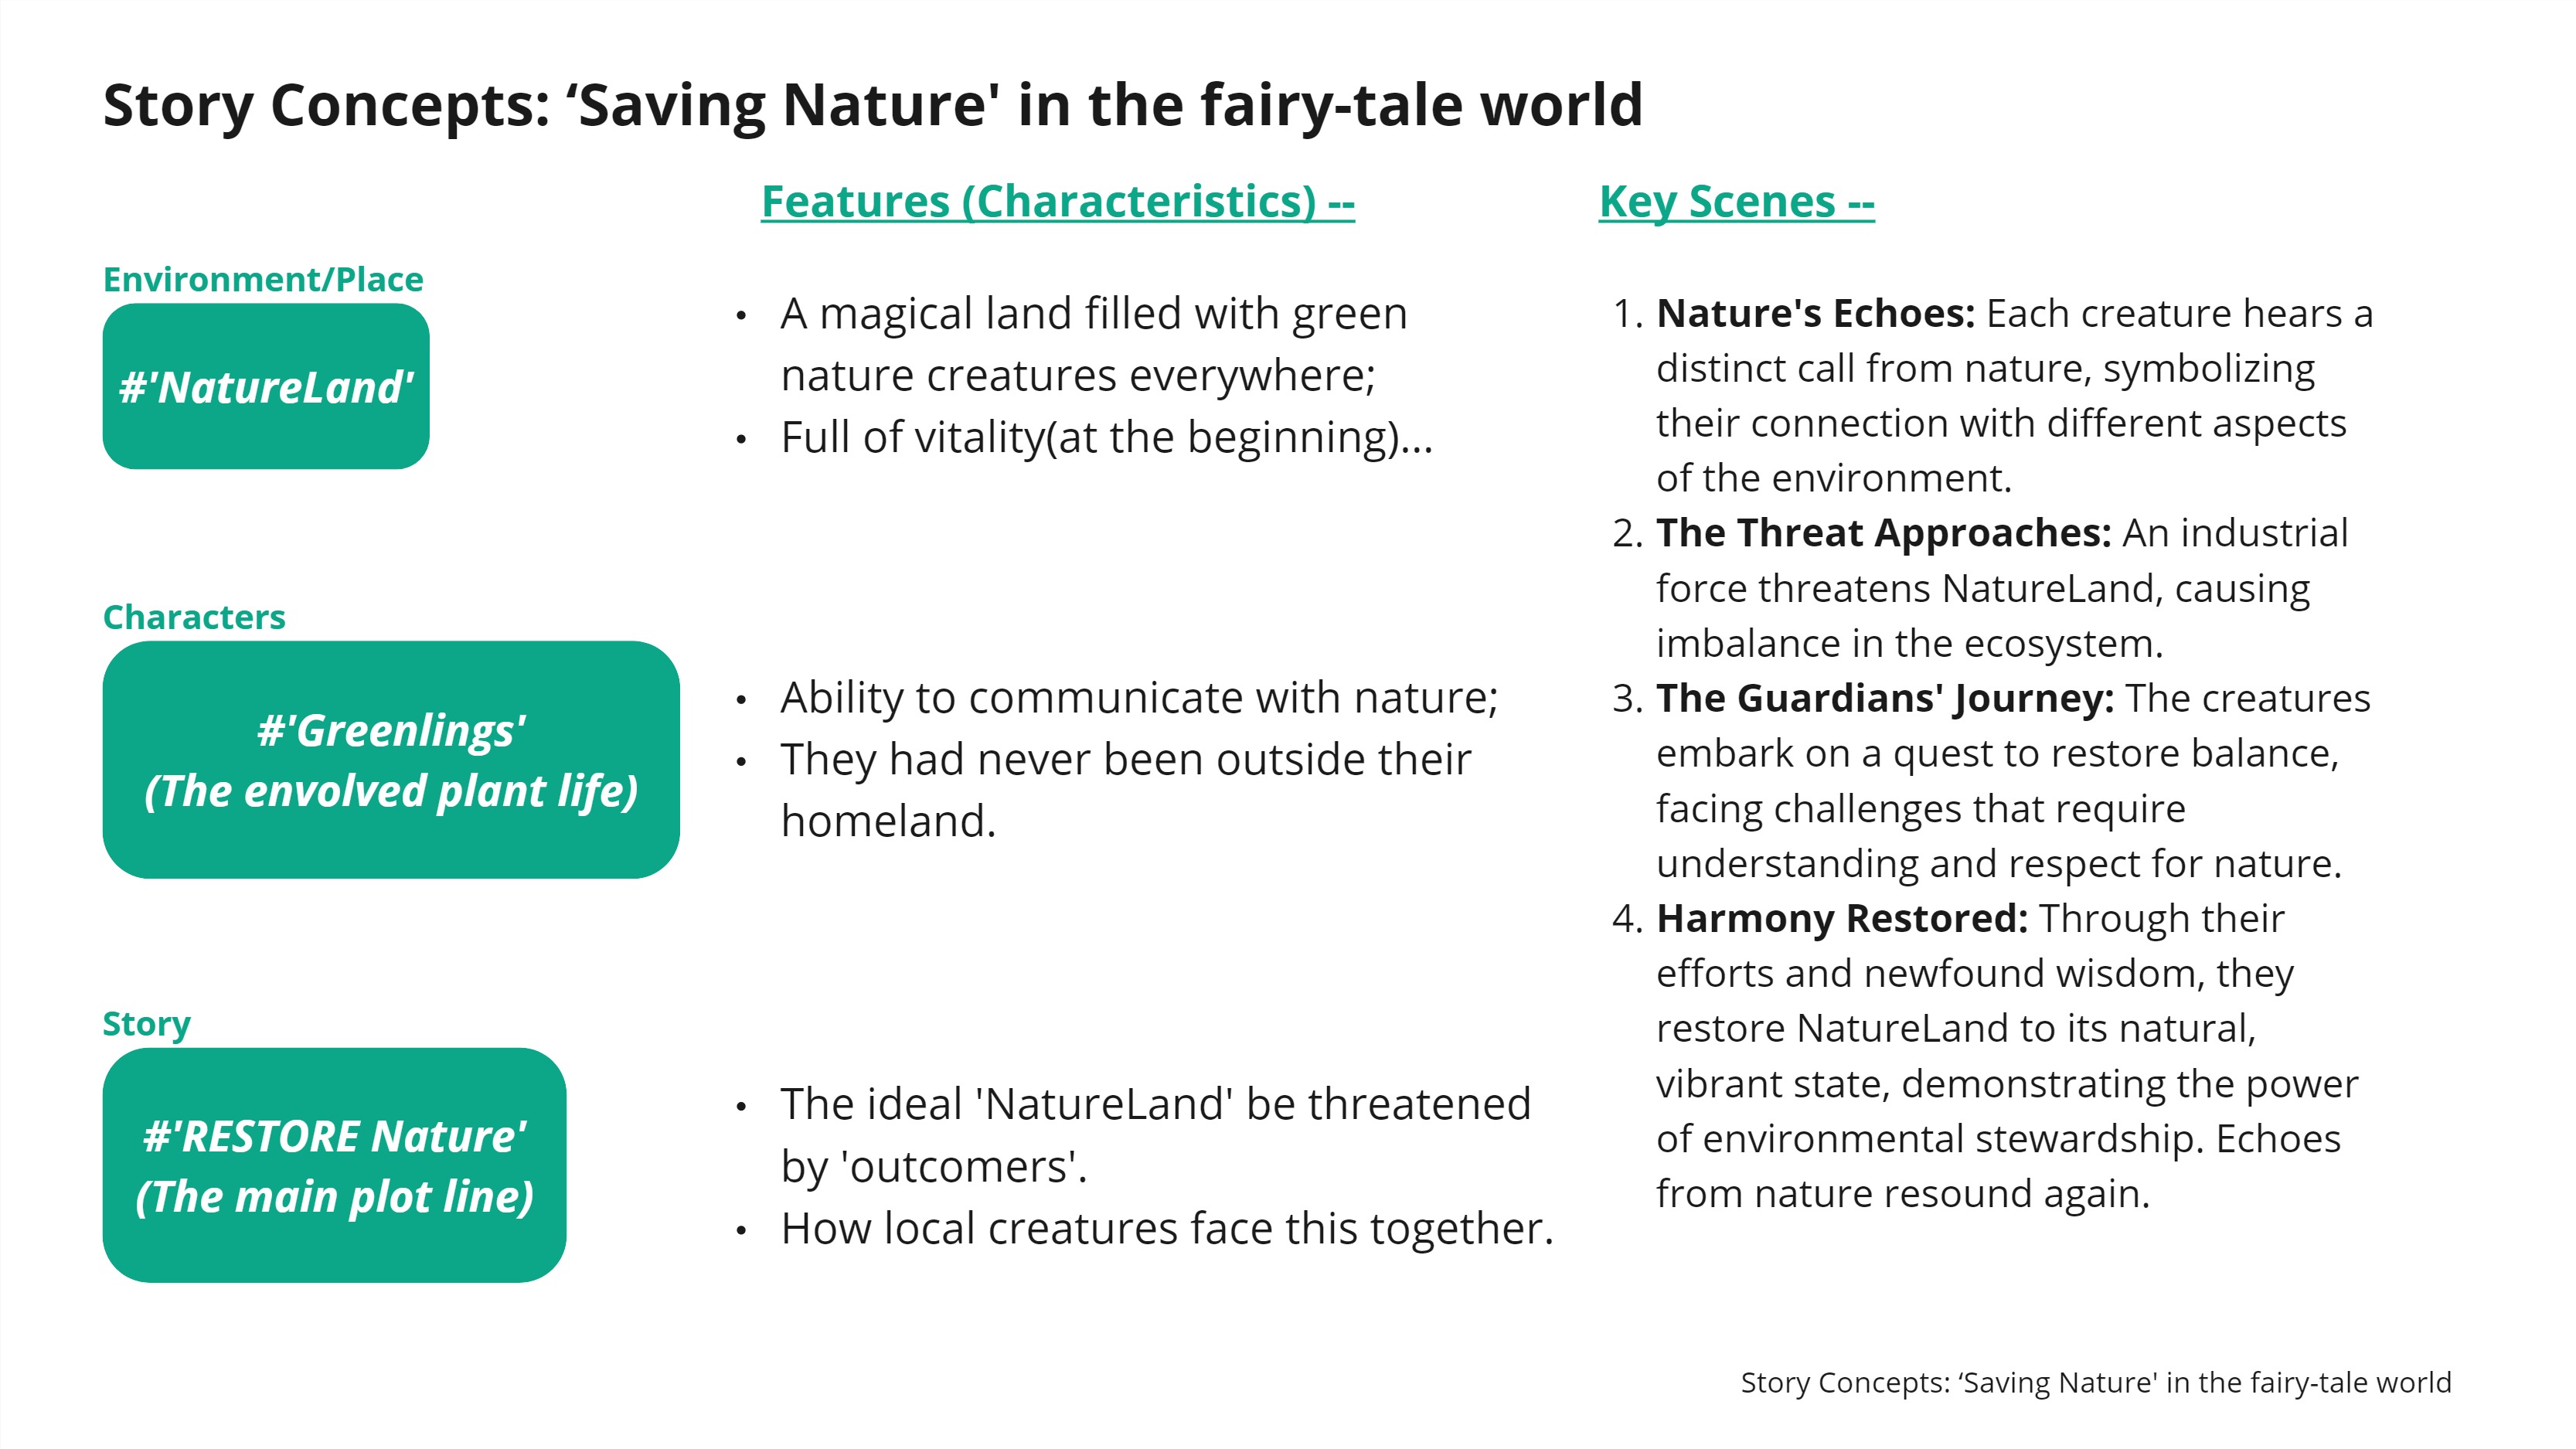 Story Concepts: ‘Saving Nature' in the fairy-tale world
Features (Characteristics) --
Key Scenes --
Environment/Place
#'NatureLand'
• A magical land filled with green
nature creatures everywhere;
• Full of vitality(at the beginning)...
Characters
#'Greenlings'
(The envolved plant life)
• Ability to communicate with nature;
• They had never been outside their
homeland.
Story
#'RESTORE Nature'
(The main plot line)
• The ideal 'NatureLand' be threatened
by 'outcomers'.
• How local creatures face this together.
1. Nature's Echoes: Each creature hears a
distinct call from nature, symbolizing
their connection with different aspects
of the environment.
2. The Threat Approaches: An industrial
force threatens NatureLand, causing
imbalance in the ecosystem.
3. The Guardians' Journey: The creatures
embark on a quest to restore balance,
facing challenges that require
understanding and respect for nature.
4. Harmony Restored: Through their
efforts and newfound wisdom, they
restore NatureLand to its natural,
vibrant state, demonstrating the power
of environmental stewardship. Echoes
from nature resound again.
Story Concepts: ‘Saving Nature' in the fairy-tale world